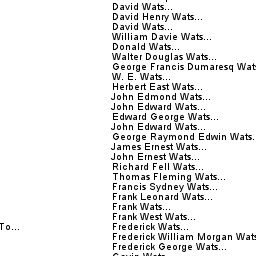 David Wats...
David Henry Wats...
David Wats...
William Davie Wats...
Donald Wats...
Walter Douglas Wats...
George Francis Dumaresq Wats
W. E. Wats...
Herbert East Wats...
John Edmond Wats...
John Edward Wats...
Edward George Wats...
John Edward Wats...
George Raymond Edwin Wats.
James Ernest Wats...
John Ernest Wats...
Richard Fell Wats...
Thomas Fleming Wats...
Francis Sydney Wats...
Frank Leonard Wats...
Frank Wats...
Frank West Wats...
To... Frederick Wats...
Frederick William Morgan Wats
Frederick George Wats...